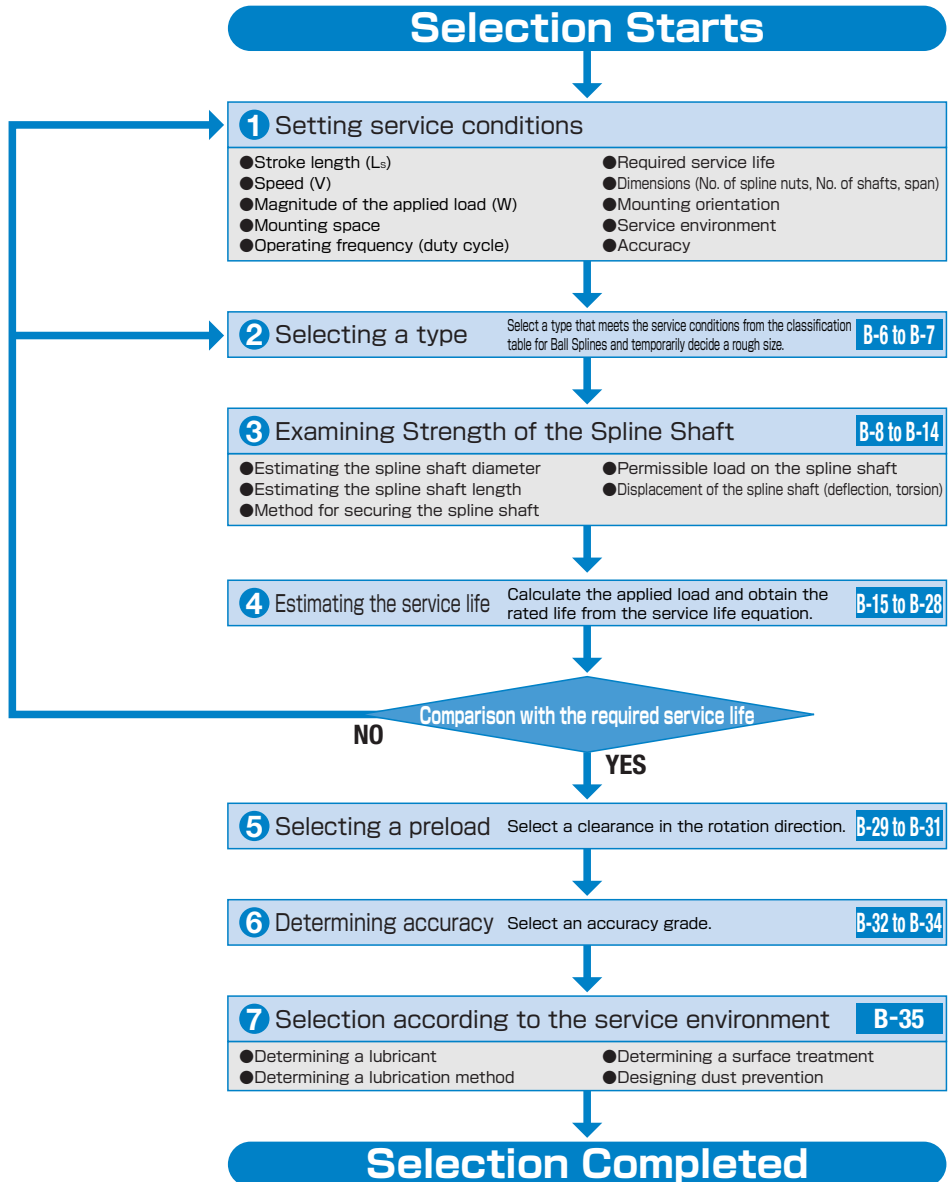 Selection Starts
❶ Setting service conditions
●Stroke length (Ls)
●Speed (V)
●Magnitude of the applied load (W)
●Mounting space
●Operating frequency (duty cycle)
●Required service life
●Dimensions (No. of spline nuts, No. of shafts, span)
●Mounting orientation
●Service environment
●Accuracy
❷ Selecting a type
Select a type that meets the service conditions from the classification
table for Ball Splines and temporarily decide a rough size.
B-6 to B-7
❸ Examining Strength of the Spline Shaft
B-8 to B-14
●Estimating the spline shaft diameter
●Estimating the spline shaft length
●Method for securing the spline shaft
●Permissible load on the spline shaft
●Displacement of the spline shaft (deflection, torsion)
❹ Estimating the service life
Calculate the applied load and obtain the
rated life from the service life equation.
B-15 to B-28
Comparison with the required service life
NO
YES
❺ Selecting a preload
Select a clearance in the rotation direction.
B-29 to B-31
❻ Determining accuracy
Select an accuracy grade.
B-32 to B-34
❼ Selection according to the service environment
B-35
●Determining a lubricant
●Determining a lubrication method
●Determining a surface treatment
●Designing dust prevention
Selection Completed